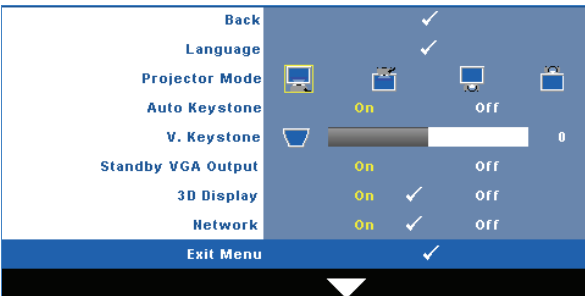 Back
Language
Projector Mode
Auto Keystone On Off
V. Keystone 0
Standby VGA Output On Off
3D Display On Off
Network On Off
Exit Menu